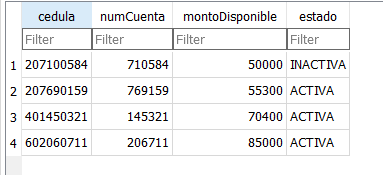 cedula numCuenta montoDisponible estado
Filter Filter Filter Filter
1 207100584 710584 50000 INACTIVA
2 207690159 769159 55300 ACTIVA
3 401450321 145321 70400 ACTIVA
4 602060711 206711 85000 ACTIVA